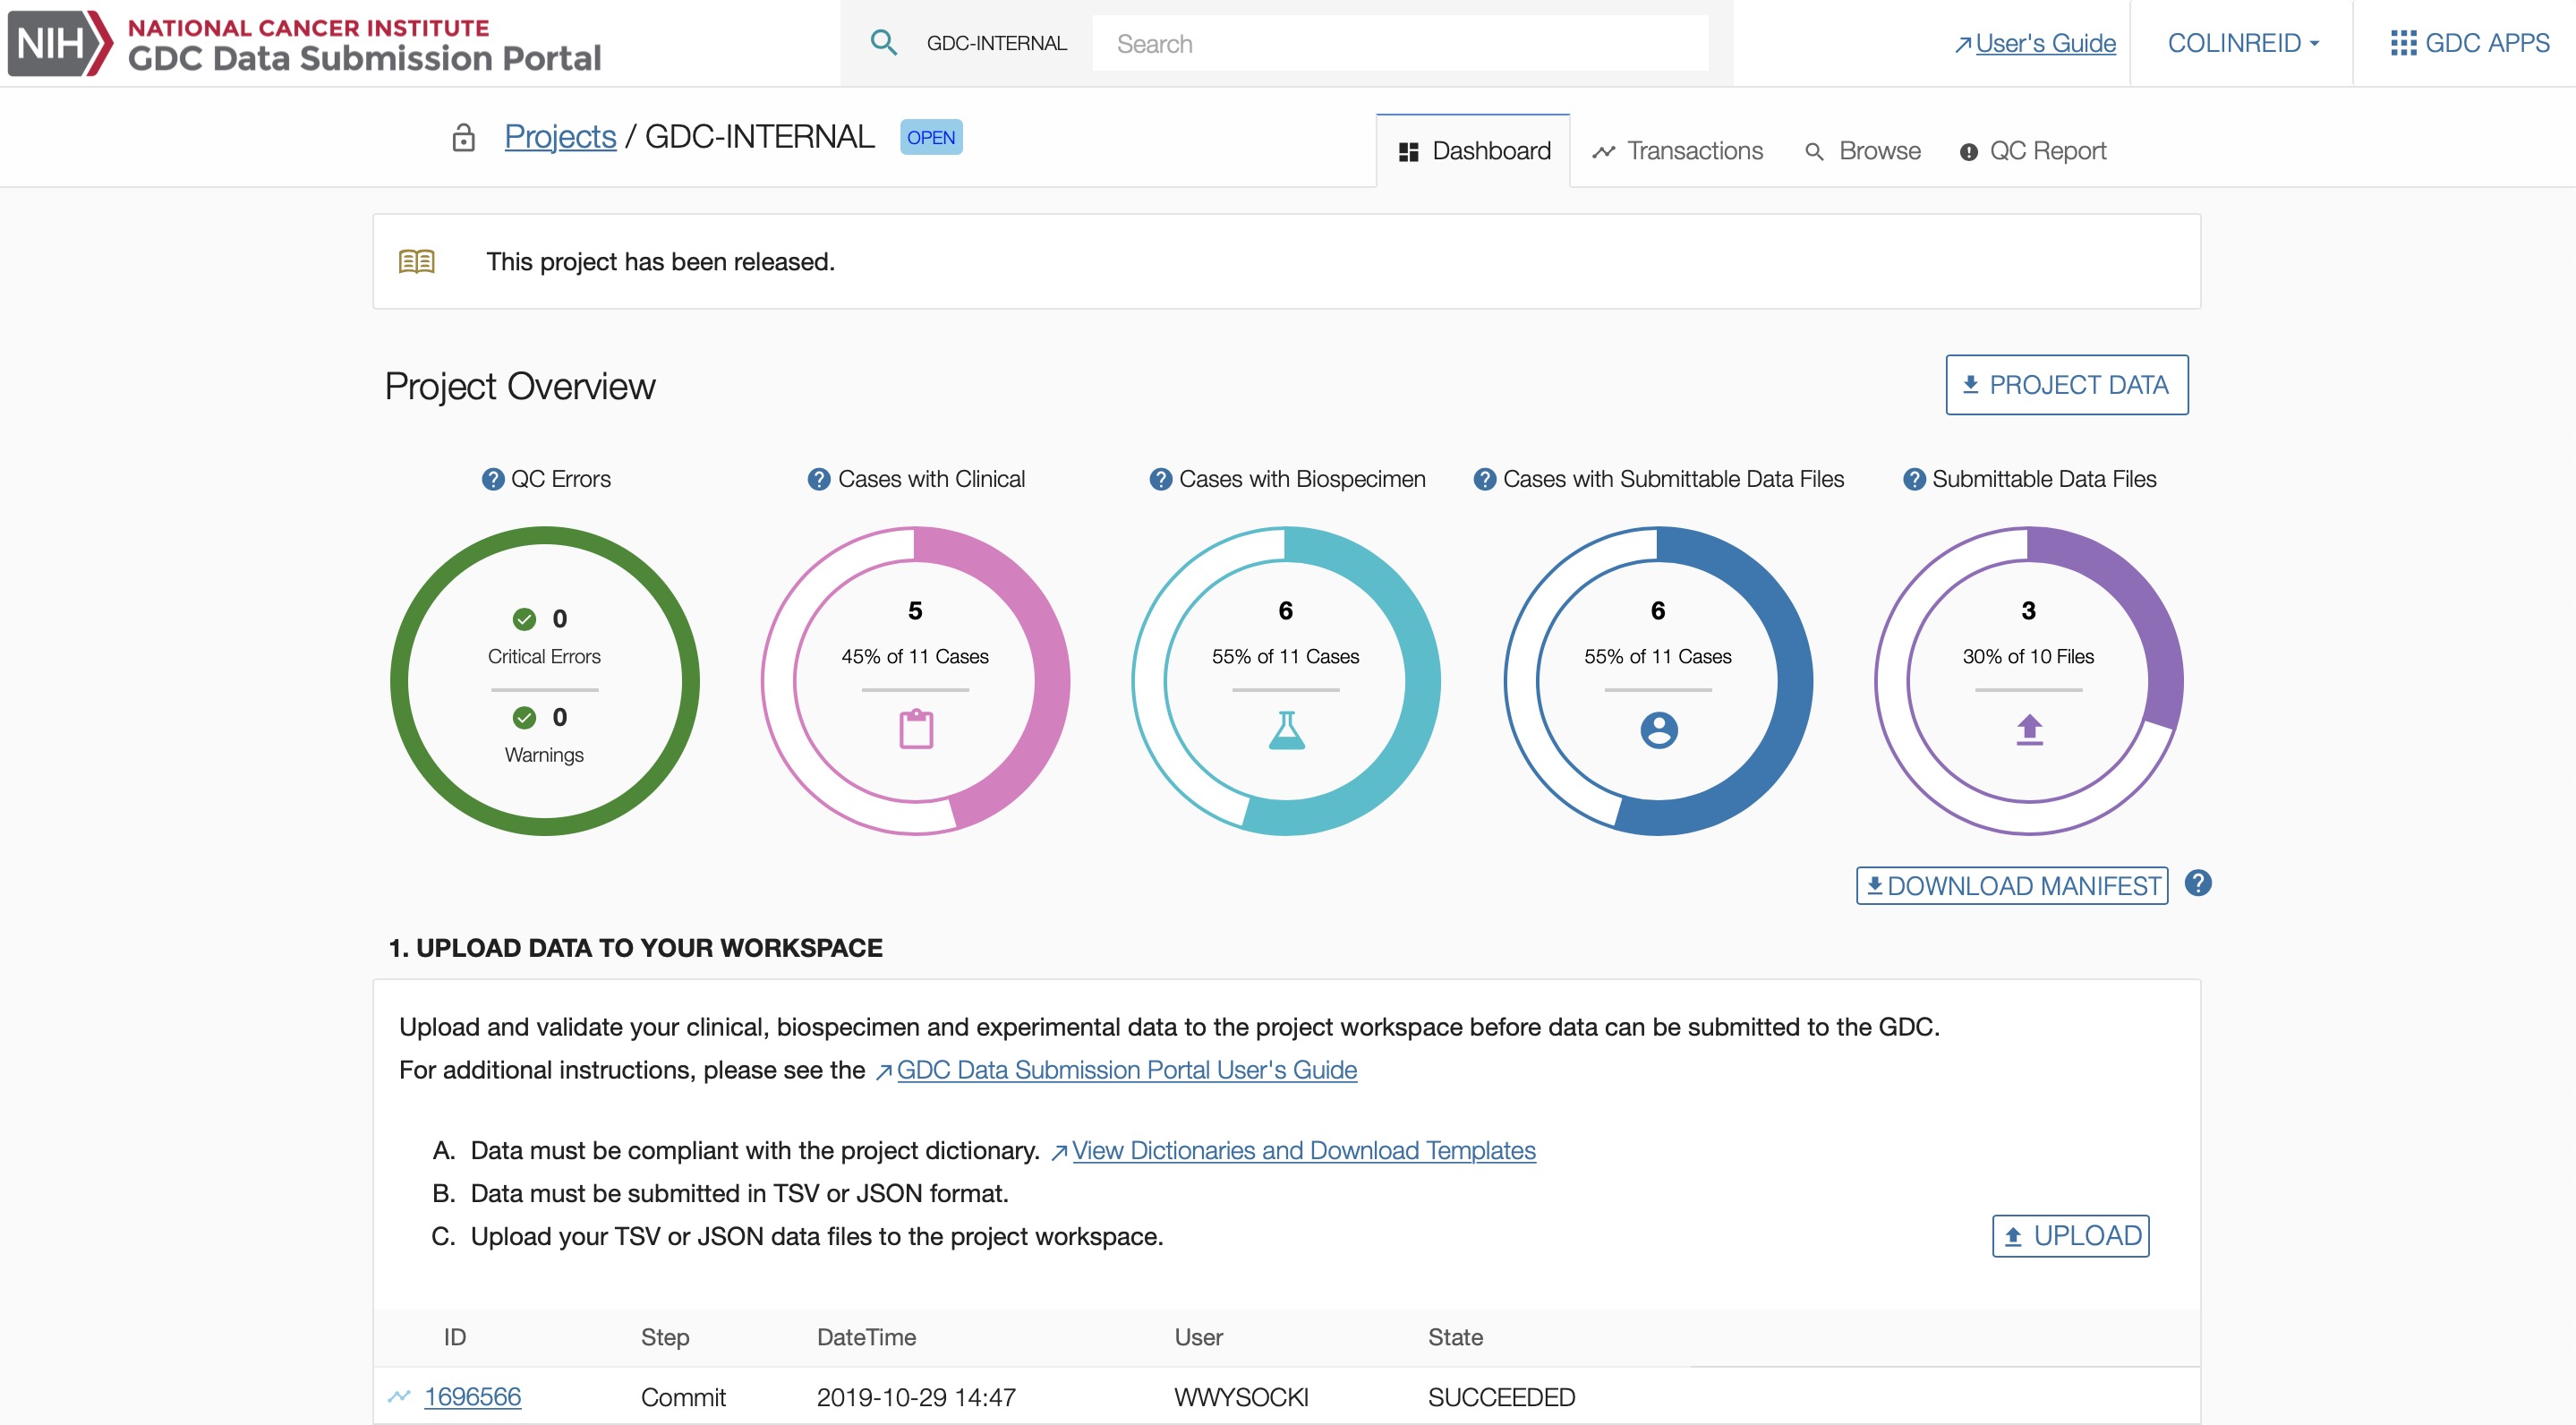 NIH NATIONAL CANCER INSTITUTE
GDC Data Submission Portal
GDC-INTERNAL Search
User's Guide
COLINREID
GDC APPS
Projects / GDC-INTERNAL OPEN
Dashboard Transactions Browse QC Report
This project has been released.
Project Overview
PROJECT DATA
QC Errors
Cases with Clinical
Cases with Biospecimen
Cases with Submittable Data Files
Submittable Data Files
0
Critical Errors
0
Warnings
5
45% of 11 Cases
6
55% of 11 Cases
6
55% of 11 Cases
3
30% of 10 Files
DOWNLOAD MANIFEST
1. UPLOAD DATA TO YOUR WORKSPACE
Upload and validate your clinical, biospecimen and experimental data to the project workspace before data can be submitted to the GDC.
For additional instructions, please see the GDC Data Submission Portal User's Guide
A. Data must be compliant with the project dictionary. View Dictionaries and Download Templates
B. Data must be submitted in TSV or JSON format.
C. Upload your TSV or JSON data files to the project workspace.
UPLOAD
ID Step DateTime User State
1696566 Commit 2019-10-29 14:47 WWYSOCKI SUCCEEDED